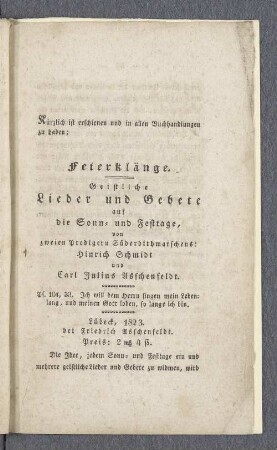 Kürzlich ist erschienen und in allen Buchhandlungen
zu haben:
Feierklänge.
Geistliche
Lieder und Gebete
auf
die Sonn- und Festtage,
von
zweien Predigern Süderdithmarschens:
Hinrich Schmidt
und
Carl Julius Asschenfeldt.
Ps. 104, 33. Ich will dem Herrn singen mein Leben-
lang, und meinen Gott loben, so lange ich bin.
Lübeck, 1823.
bei Friedrich Asschenfeldt.
Preis: 2 4 ß.
Die Idee, jedem Sonn- und Festtage ein und
mehrere geistliche Lieder und Gebete zu widmen, wird